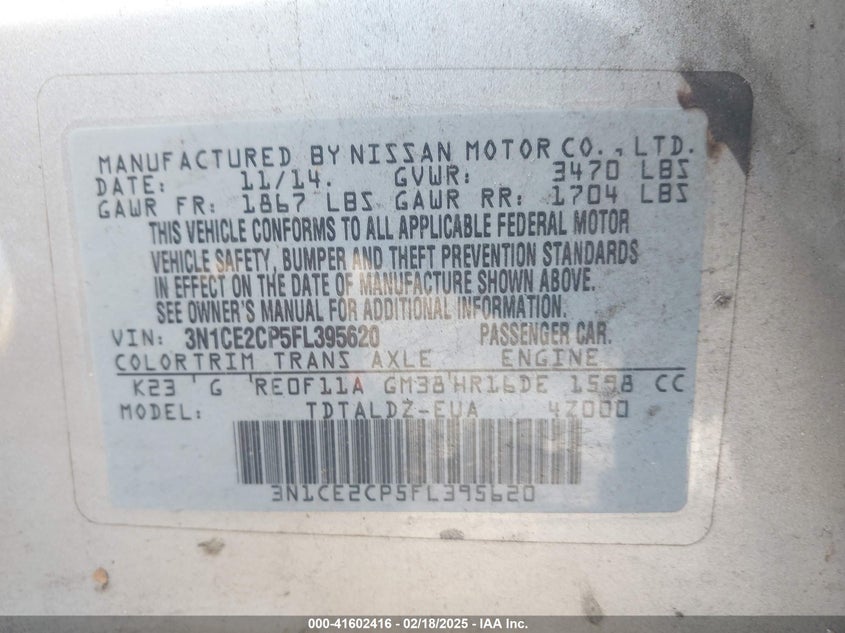 MANUFACTURED BY NISSAN MOTOR CO., LTD.
DATE: 11/14. GVWR: 3470 LBS
GAWR FR: 1867 LBS GAWR RR: 1704 LBS
THIS VEHICLE CONFORMS TO ALL APPLICABLE FEDERAL MOTOR
VEHICLE SAFETY, BUMPER AND THEFT PREVENTION STANDARDS
IN EFFECT ON THE DATE OF MANUFACTURE SHOWN ABOVE.
SEE OWNER'S MANUAL FOR ADDITIONAL INFORMATION.
VIN: 3N1CE2CP5FL395620 PASSENGER CAR.
COLORTRIM TRANS AXLE ENGINE
K23 G RE0F11A GM38 HR16DE 1598 CC
MODEL: TDTALDZ-EUA 4Z000
3N1CE2CP5FL395620
000-41602416 - 02/18/2025 - IAAI Inc.